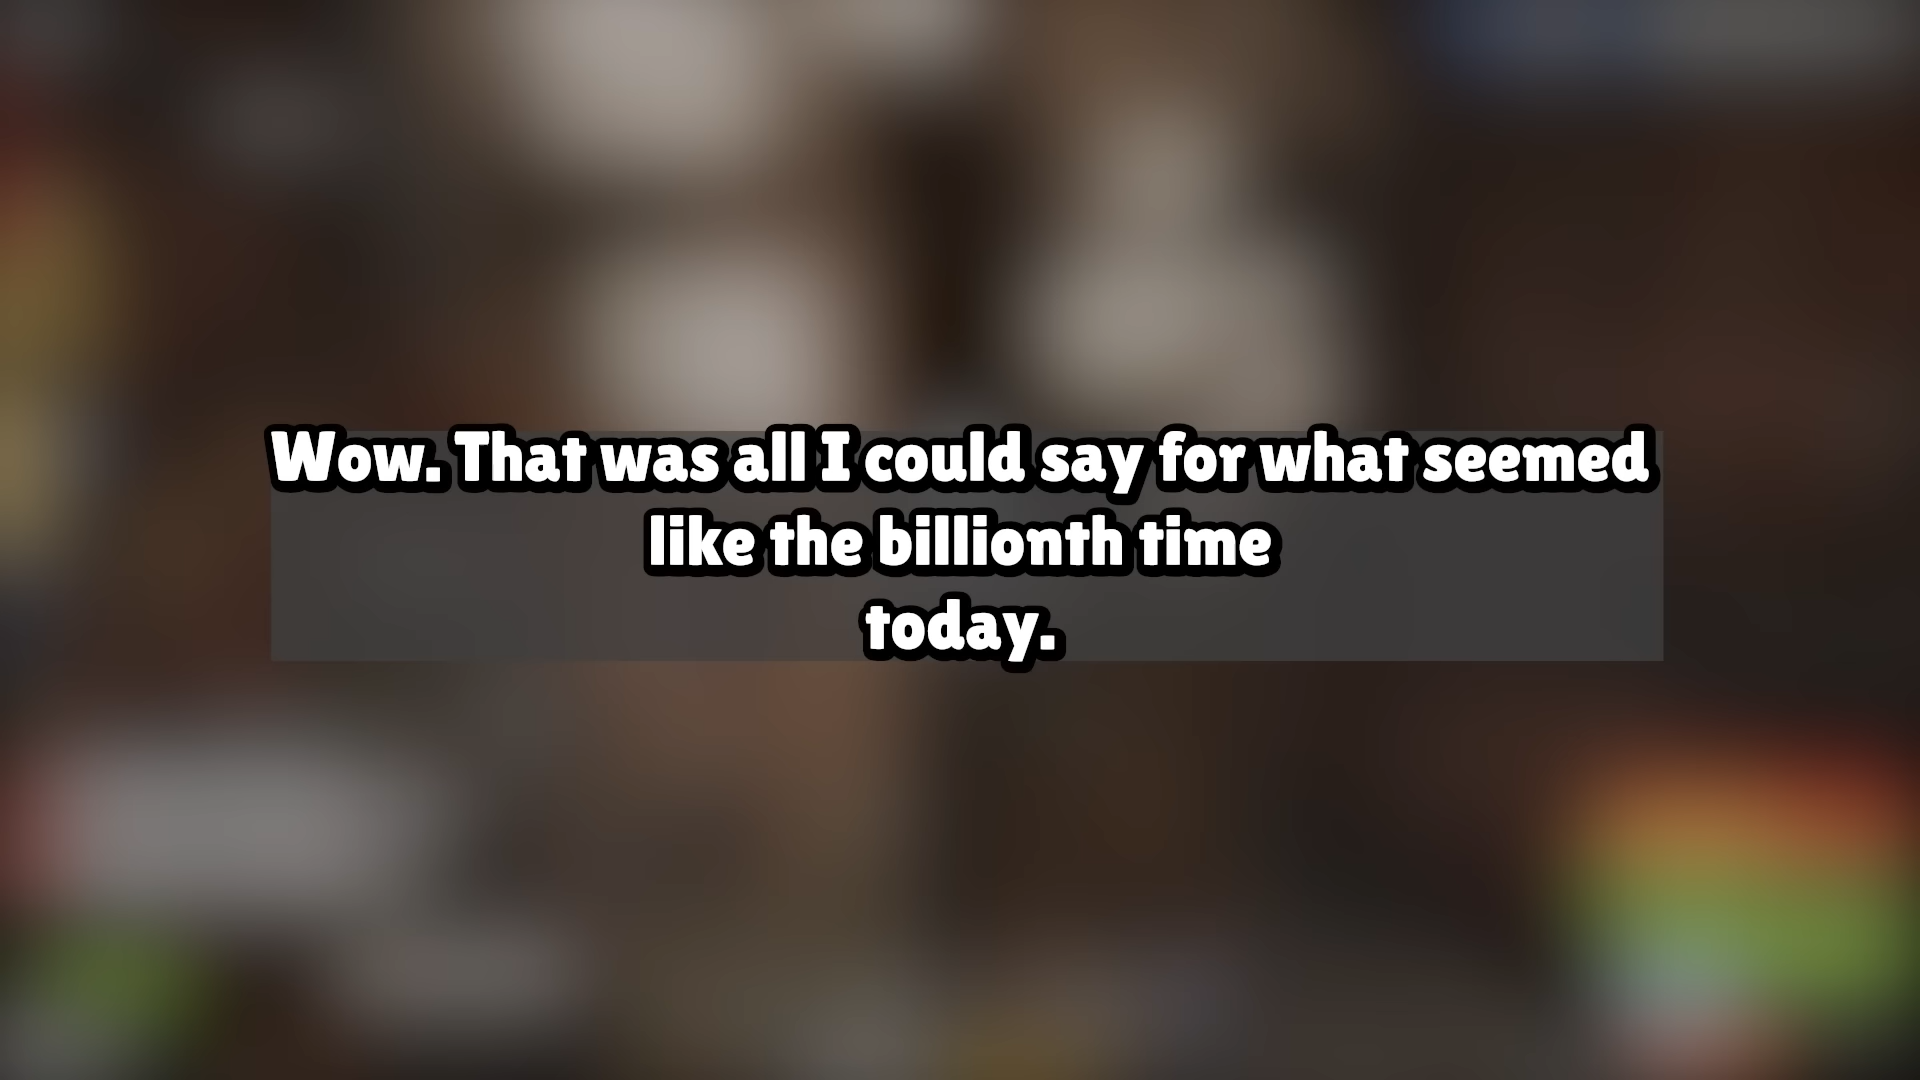 Wow. That was all I could say for what seemed
like the billionth time
today.